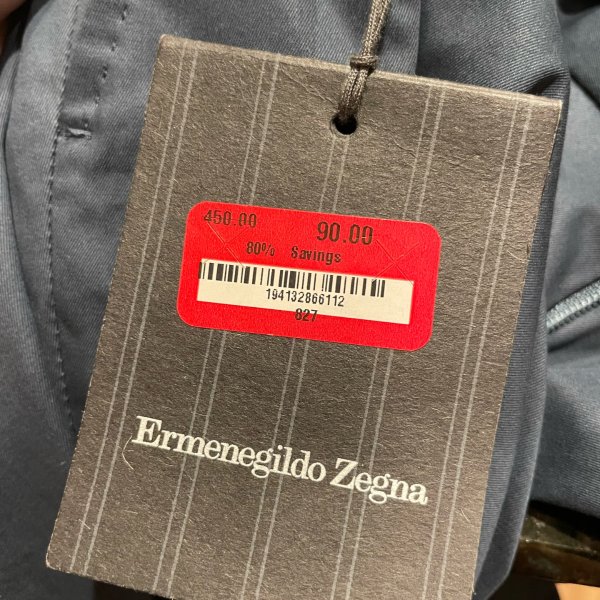 450.00 90.00
80% Savings
194132866112
827
Ermenegildo Zegna